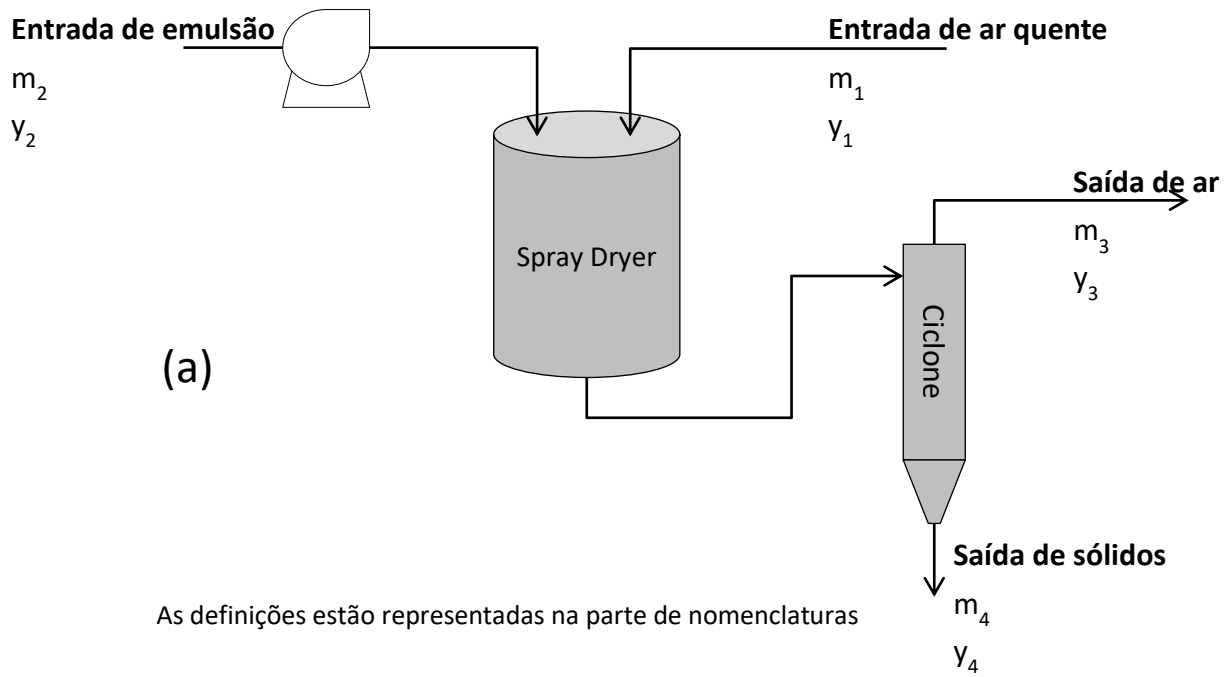 Entrada de emulsão
m2
y2
Entrada de ar quente
m1
y1
Saída de ar
m3
y3
Spray Dryer
Ciclone
(a)
Saída de sólidos
m4
y4
As definições estão representadas na parte de nomenclaturas